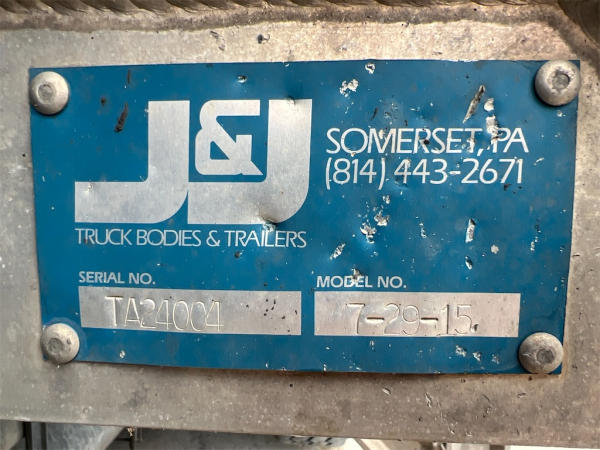 J&J
SOMERSET, PA
(814) 443-2671
TRUCK BODIES & TRAILERS
SERIAL NO.
TA24004
MODEL NO.
7-29-15